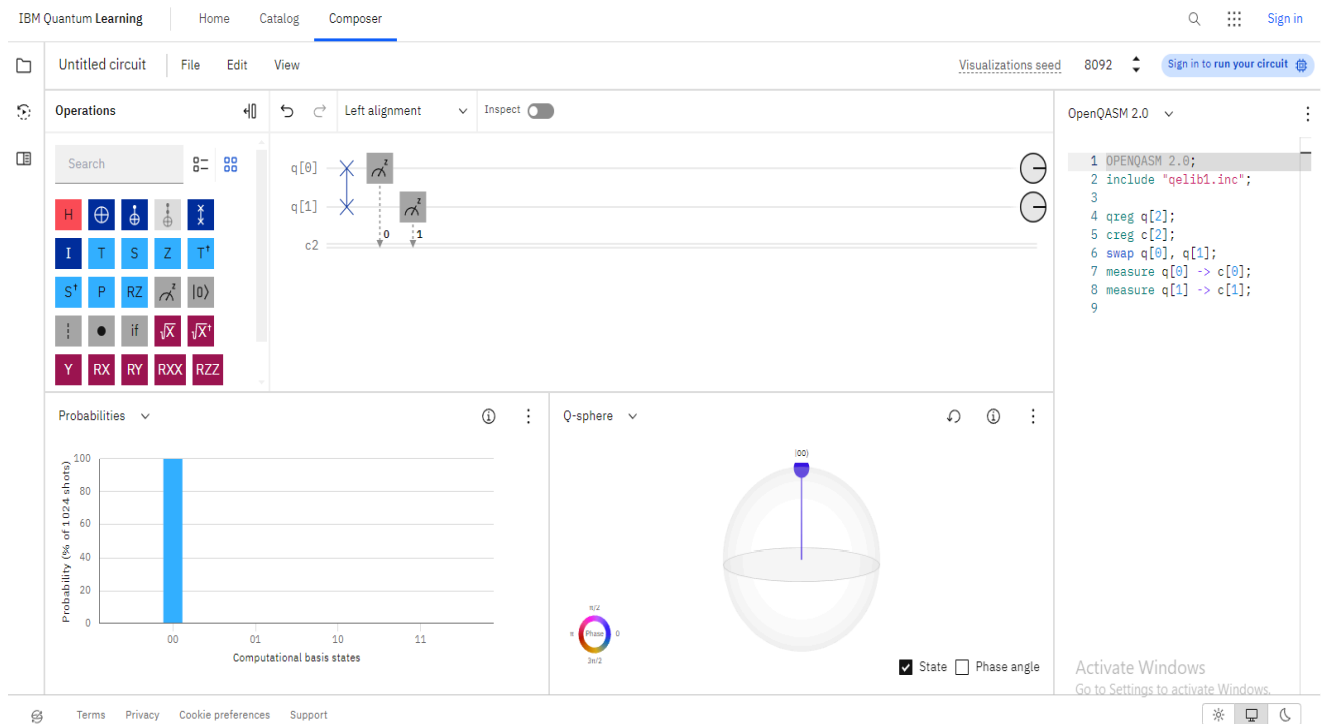 IBM Quantum Learning Home Catalog Composer Sign in
Untitled circuit File Edit View Visualizations seed 8092 Sign in to run your circuit
Operations Left alignment Inspect OpenQASM 2.0
Search
H
I T S Z T†
S† P RZ z |0⟩
if √X √X†
Y RX RY RXX RZZ
q[0] z
q[1] z
0 1
c2
1 OPENQASM 2.0;
2 include "qelib1.inc";
3
4 qreg q[2];
5 creg c[2];
6 swap q[0], q[1];
7 measure q[0] -> c[0];
8 measure q[1] -> c[1];
9
Probabilities
Probability (% of 1024 shots)
100
80
60
40
20
0
00 01 10 11
Computational basis states
Q-sphere
|00⟩
π/2
π Phase 0
3π/2
State Phase angle
Activate Windows
Go to Settings to activate Windows.
Terms Privacy Cookie preferences Support